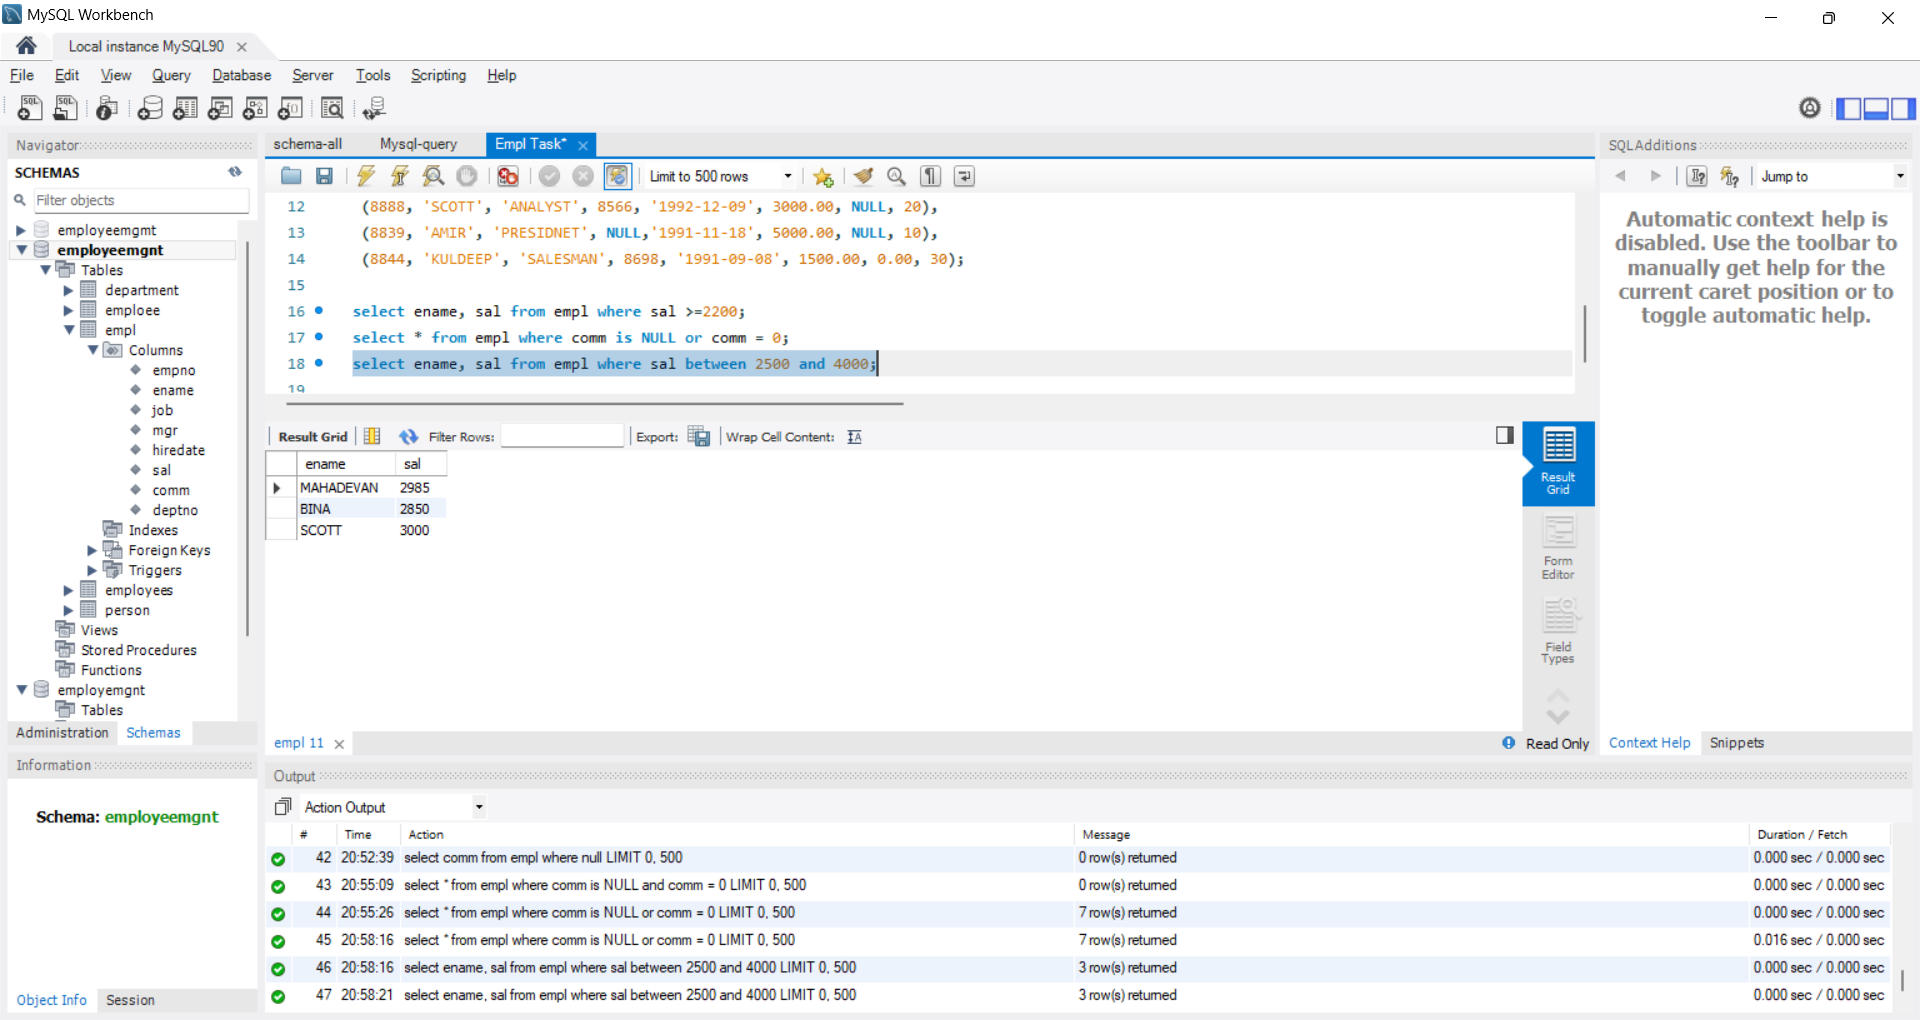 MySQL Workbench
Local instance MySQL90
File Edit View Query Database Server Tools Scripting Help
Navigator
SCHEMAS
Filter objects
employeemgmt
employeemgnt
Tables
department
emploee
empl
Columns
empno
ename
job
mgr
hiredate
sal
comm
deptno
Indexes
Foreign Keys
Triggers
employees
person
Views
Stored Procedures
Functions
employemgnt
Tables
Administration Schemas
Information
Schema: employeemgnt
Object Info Session
schema-all Mysql-query Empl Task*
Limit to 500 rows
12 (8888, 'SCOTT', 'ANALYST', 8566, '1992-12-09', 3000.00, NULL, 20),
13 (8839, 'AMIR', 'PRESIDNET', NULL,'1991-11-18', 5000.00, NULL, 10),
14 (8844, 'KULDEEP', 'SALESMAN', 8698, '1991-09-08', 1500.00, 0.00, 30);
15
16 select ename, sal from empl where sal >=2200;
17 select * from empl where comm is NULL or comm = 0;
18 select ename, sal from empl where sal between 2500 and 4000;
19
Result Grid Filter Rows: Export: Wrap Cell Content:
ename sal
MAHADEVAN 2985
BINA 2850
SCOTT 3000
Result Grid
Form Editor
Field Types
empl 11
Read Only
SQLAdditions
Jump to
Automatic context help is
disabled. Use the toolbar to
manually get help for the
current caret position or to
toggle automatic help.
Context Help Snippets
Output
Action Output
# Time Action Message Duration / Fetch
42 20:52:39 select comm from empl where null LIMIT 0, 500 0 row(s) returned 0.000 sec / 0.000 sec
43 20:55:09 select * from empl where comm is NULL and comm = 0 LIMIT 0, 500 0 row(s) returned 0.000 sec / 0.000 sec
44 20:55:26 select * from empl where comm is NULL or comm = 0 LIMIT 0, 500 7 row(s) returned 0.000 sec / 0.000 sec
45 20:58:16 select * from empl where comm is NULL or comm = 0 LIMIT 0, 500 7 row(s) returned 0.016 sec / 0.000 sec
46 20:58:16 select ename, sal from empl where sal between 2500 and 4000 LIMIT 0, 500 3 row(s) returned 0.000 sec / 0.000 sec
47 20:58:21 select ename, sal from empl where sal between 2500 and 4000 LIMIT 0, 500 3 row(s) returned 0.000 sec / 0.000 sec